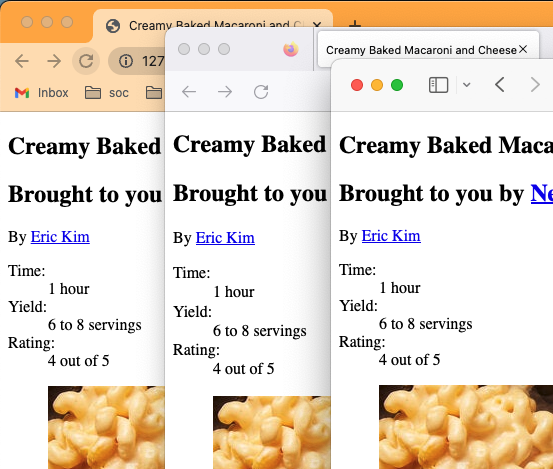 Creamy Baked Macaroni and C
127
Inbox
soc
Creamy Baked
Brought to you
By Eric Kim
Time:
1 hour
Yield:
6 to 8 servings
Rating:
4 out of 5
Creamy Baked Macaroni and Cheese
Creamy Baked
Brought to you
By Eric Kim
Time:
1 hour
Yield:
6 to 8 servings
Rating:
4 out of 5
Creamy Baked Maca
Brought to you by Ne
By Eric Kim
Time:
1 hour
Yield:
6 to 8 servings
Rating:
4 out of 5